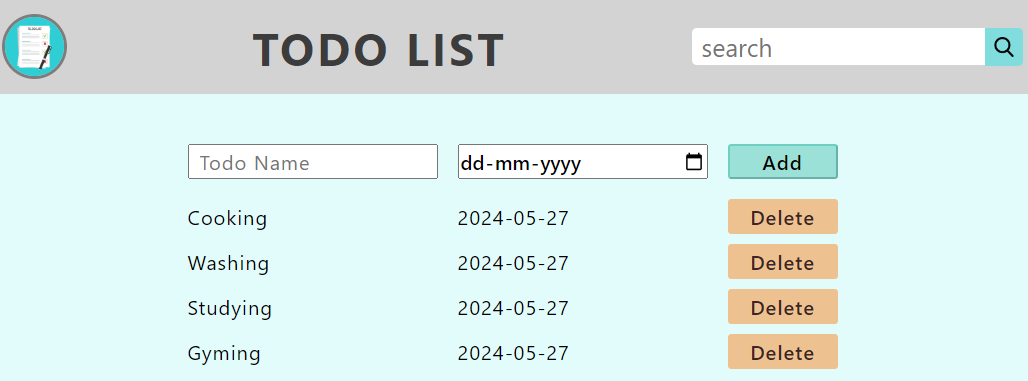 TODO LIST
search
Todo Name dd-mm-yyyy Add
Cooking 2024-05-27 Delete
Washing 2024-05-27 Delete
Studying 2024-05-27 Delete
Gyming 2024-05-27 Delete